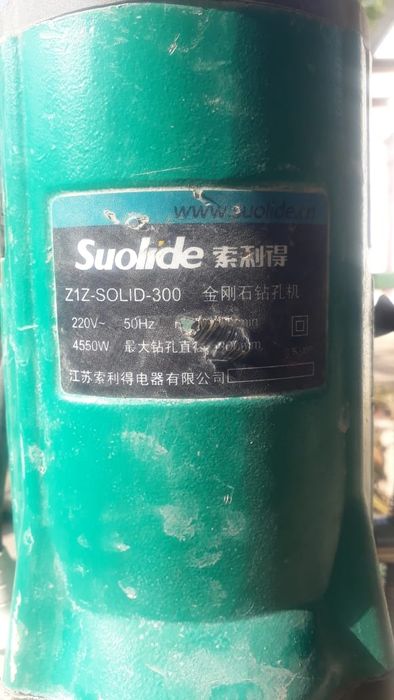 www.suolide.cn
Suolide 索利得
Z1Z-SOLID-300 金刚石钻孔机
220V~ 50Hz
4550W 最大钻孔直径
江苏索利得电器有限公司